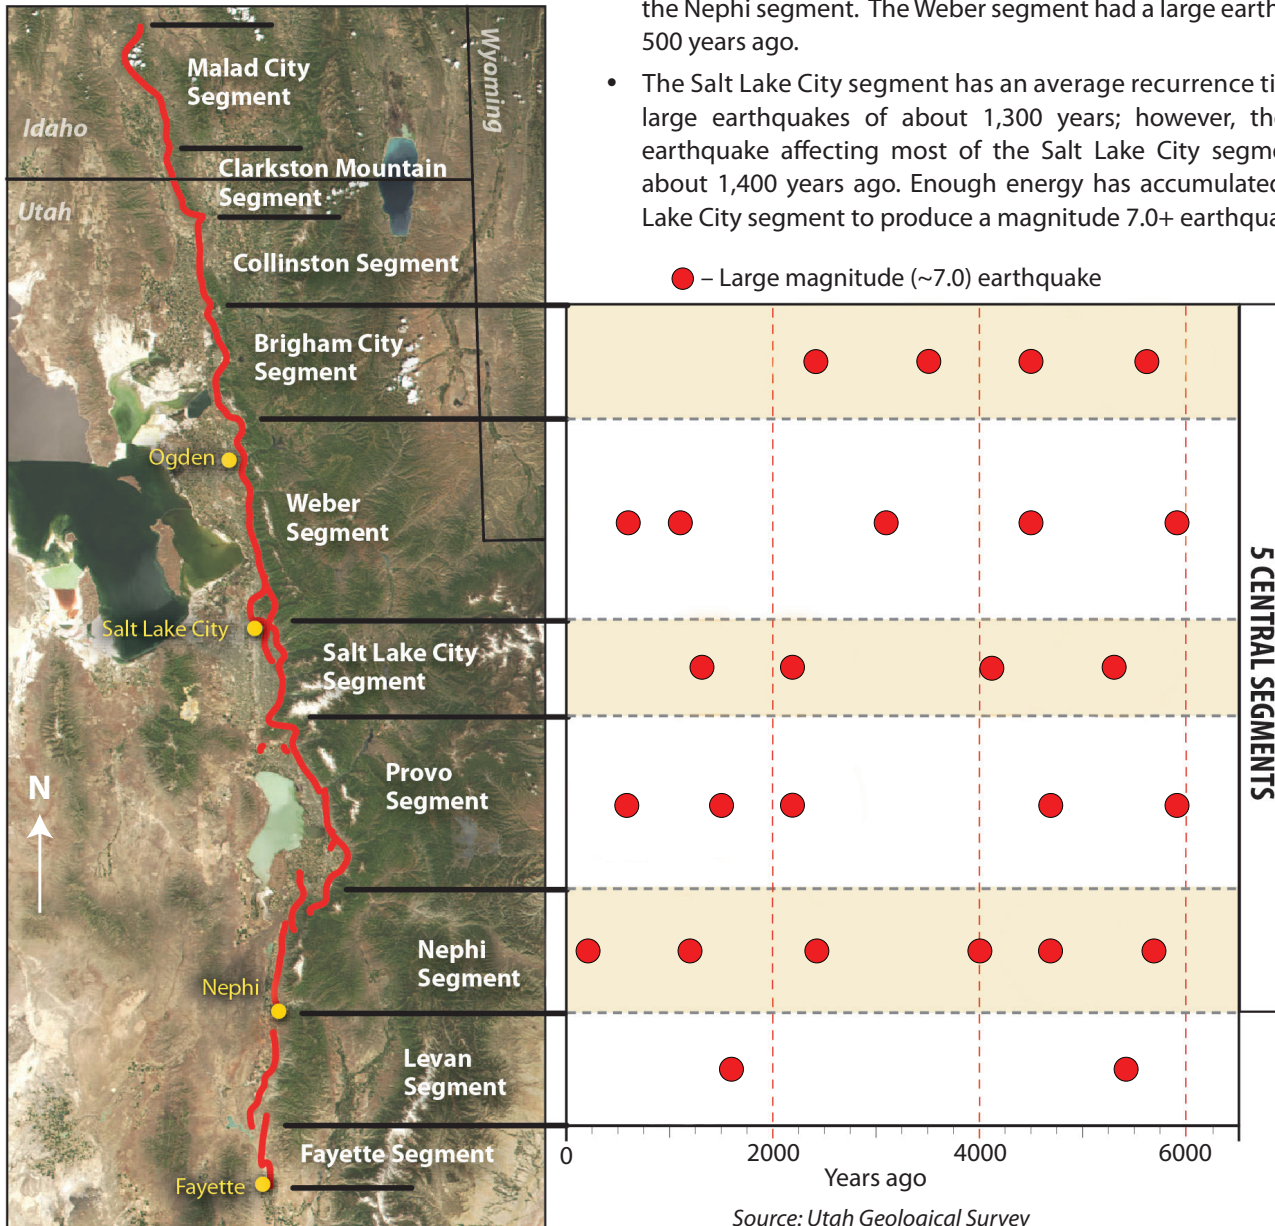 the Nephi segment. The Weber segment had a large earth
500 years ago.
• The Salt Lake City segment has an average recurrence ti
large earthquakes of about 1,300 years; however, the
earthquake affecting most of the Salt Lake City segme
about 1,400 years ago. Enough energy has accumulated
Lake City segment to produce a magnitude 7.0+ earthqua
– Large magnitude (~7.0) earthquake
Wyoming
Malad City
Segment
Idaho
Clarkston Mountain
Segment
Utah
Collinston Segment
Brigham City
Segment
Ogden
Weber
Segment
Salt Lake City
Salt Lake City
Segment
Provo
Segment
N
Nephi
Segment
Nephi
Levan
Segment
Fayette Segment
Fayette
5 CENTRAL SEGMENTS
0 2000 4000 6000
Years ago
Source: Utah Geological Survey